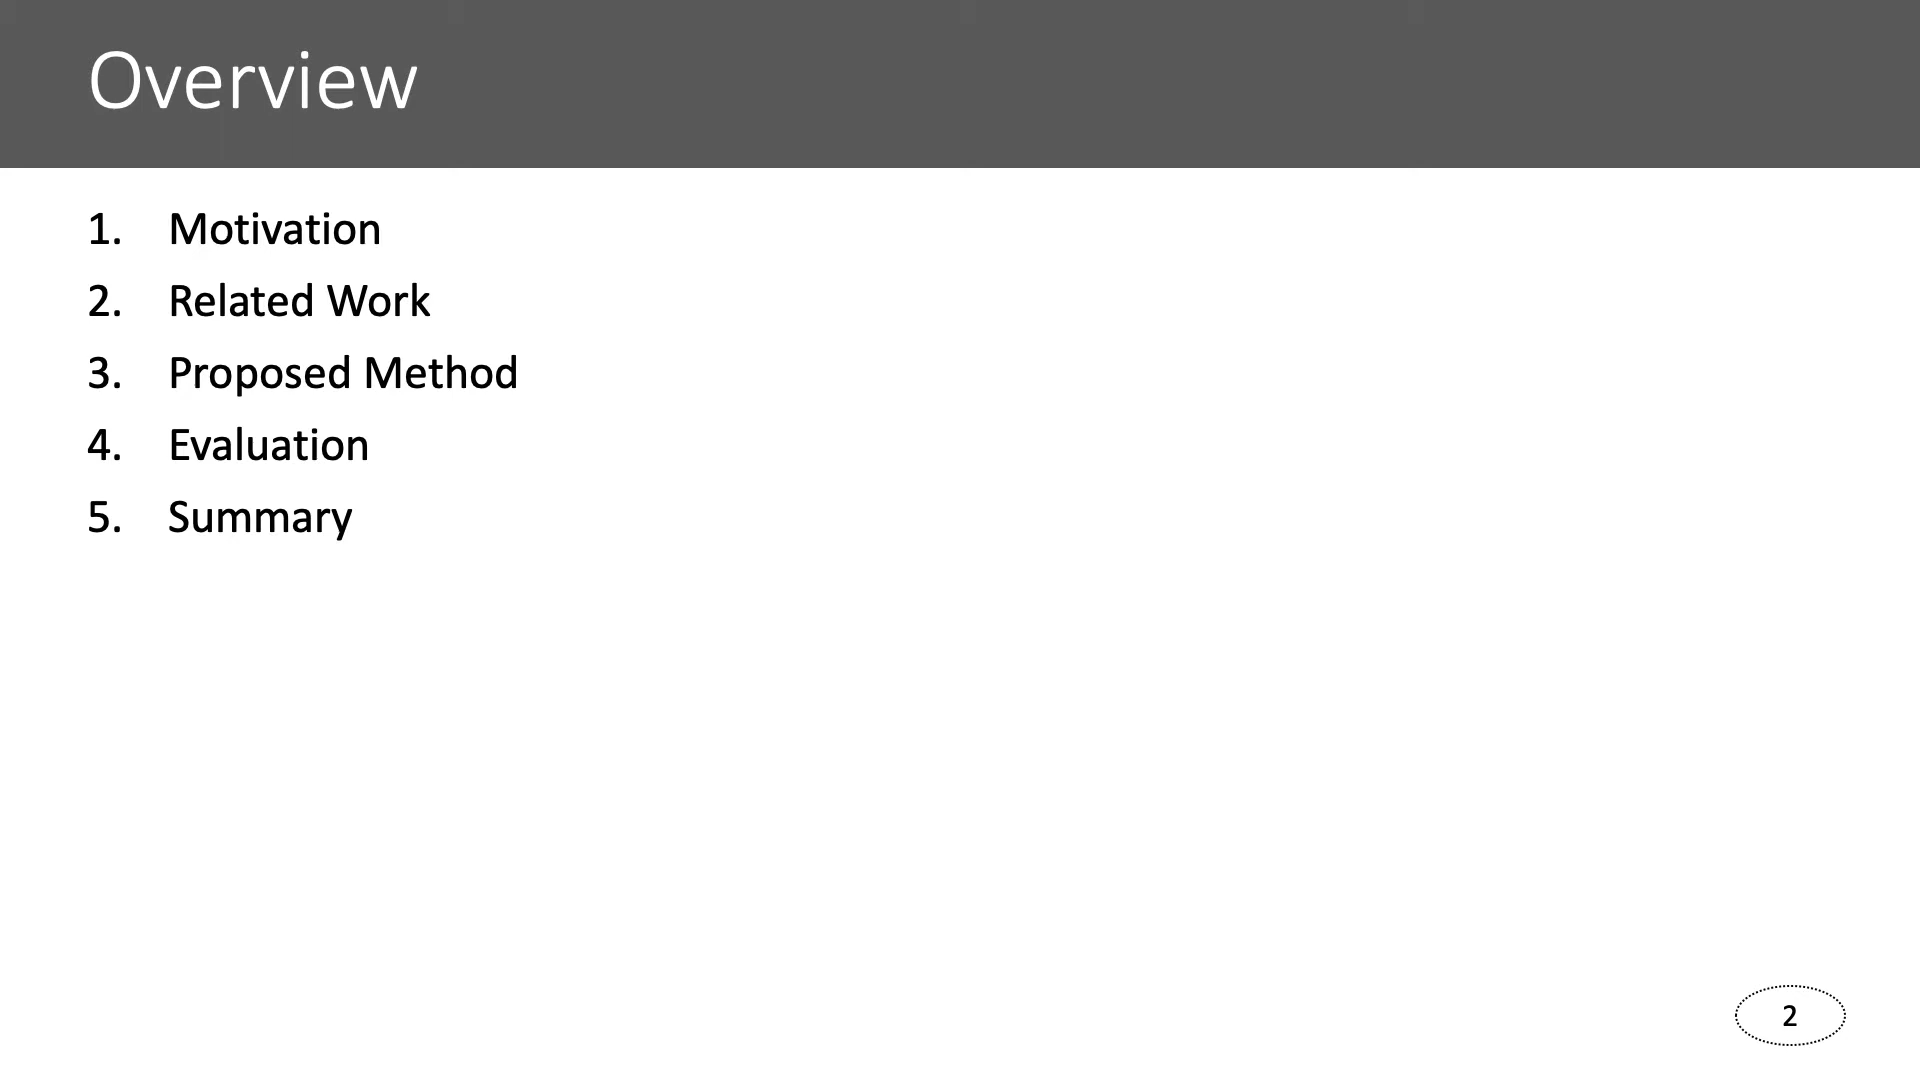 Overview
1. Motivation
2. Related Work
3. Proposed Method
4. Evaluation
5. Summary
2